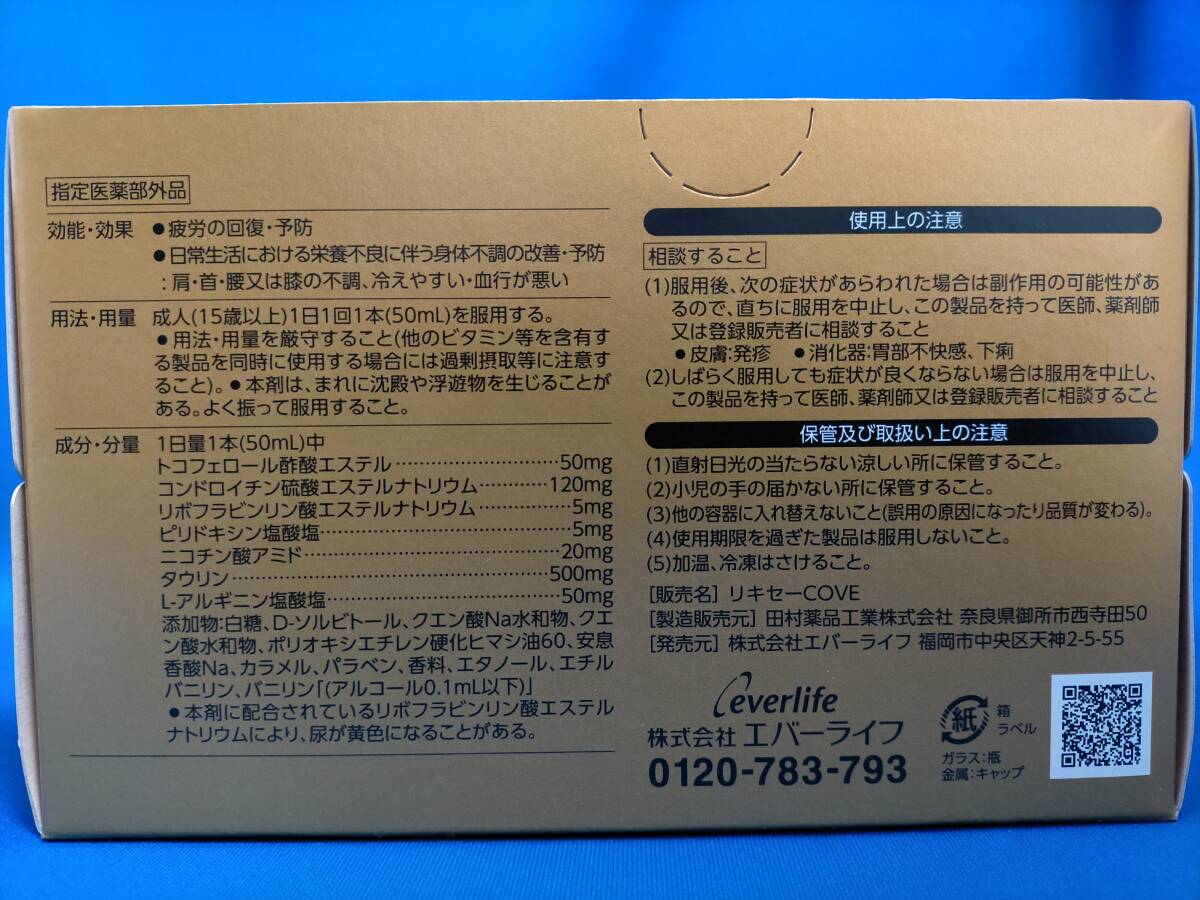 指定医薬部外品
効能・効果 ●疲労の回復・予防
●日常生活における栄養不良に伴う身体不調の改善・予防
:肩・首・腰又は膝の不調、冷えやすい・血行が悪い
用法・用量 成人(15歳以上)1日1回1本(50mL)を服用する。
●用法・用量を厳守すること(他のビタミン等を含有す
る製品を同時に使用する場合には過剰摂取等に注意す
ること)。●本剤は、まれに沈殿や浮遊物を生じることが
ある。よく振って服用すること。
成分・分量 1日量1本(50mL)中
トコフェロール酢酸エステル…………………………50mg
コンドロイチン硫酸エステルナトリウム…………120mg
リボフラビンリン酸エステルナトリウム……………5mg
ピリドキシン塩酸塩……………………………………5mg
ニコチン酸アミド………………………………………20mg
タウリン…………………………………………………500mg
L-アルギニン塩酸塩……………………………………50mg
添加物:白糖、D-ソルビトール、クエン酸Na水和物、クエ
ン酸水和物、ポリオキシエチレン硬化ヒマシ油60、安息
香酸Na、カラメル、パラベン、香料、エタノール、エチル
バニリン、バニリン「(アルコール0.1mL以下)」
●本剤に配合されているリボフラビンリン酸エステル
ナトリウムにより、尿が黄色になることがある。
使用上の注意
相談すること
(1)服用後、次の症状があらわれた場合は副作用の可能性があ
るので、直ちに服用を中止し、この製品を持って医師、薬剤師
又は登録販売者に相談すること
●皮膚:発疹 ●消化器:胃部不快感、下痢
(2)しばらく服用しても症状が良くならない場合は服用を中止し、
この製品を持って医師、薬剤師又は登録販売者に相談すること
保管及び取扱い上の注意
(1)直射日光の当たらない涼しい所に保管すること。
(2)小児の手の届かない所に保管すること。
(3)他の容器に入れ替えないこと(誤用の原因になったり品質が変わる)。
(4)使用期限を過ぎた製品は服用しないこと。
(5)加温、冷凍はさけること。
[販売名] リキセーCOVE
[製造販売元] 田村薬品工業株式会社 奈良県御所市西寺田50
[発売元] 株式会社エバーライフ 福岡市中央区天神2-5-55
everlife
株式会社 エバーライフ
0120-783-793
紙 箱
ラベル
ガラス:瓶
金属:キャップ